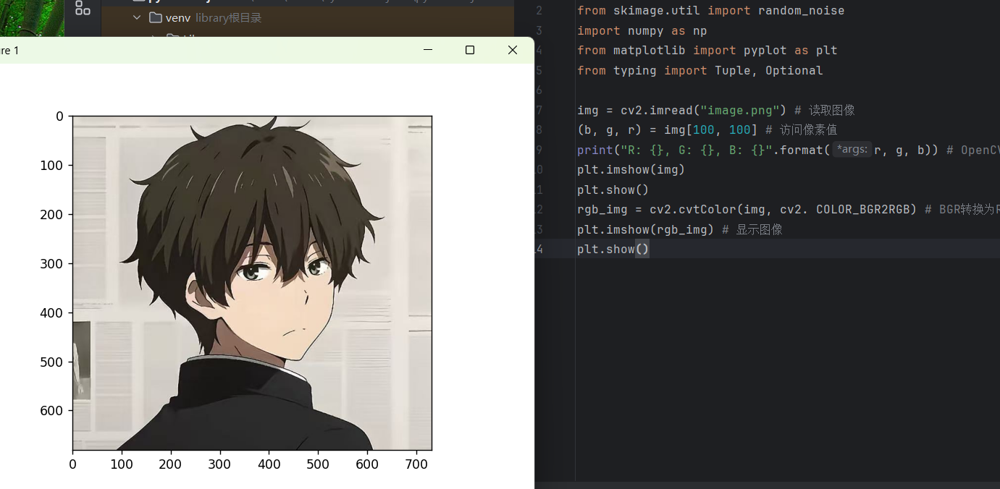 venv library根目录
re 1
0
100
200
300
400
500
600
0 100 200 300 400 500 600 700
2 from skimage.util import random_noise
3 import numpy as np
4 from matplotlib import pyplot as plt
5 from typing import Tuple, Optional
6
7 img = cv2.imread("image.png") # 读取图像
8 (b, g, r) = img[100, 100] # 访问像素值
9 print("R: {}, G: {}, B: {}".format( *args: r, g, b)) # OpenCV
10 plt.imshow(img)
11 plt.show()
12 rgb_img = cv2.cvtColor(img, cv2. COLOR_BGR2RGB) # BGR转换为R
13 plt.imshow(rgb_img) # 显示图像
14 plt.show()